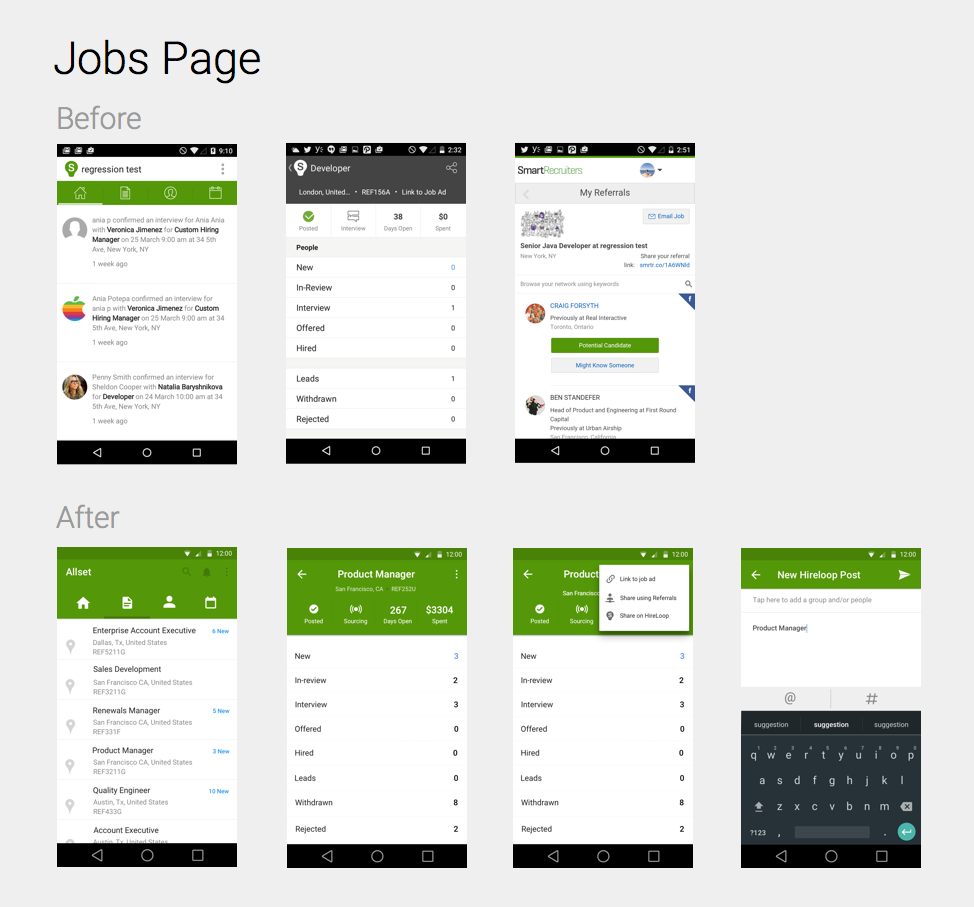 Jobs Page
Before
9:10
regression test
ania p confirmed an interview for Ania Ania
with Veronica Jimenez for Custom
Hiring Manager on 25 March 9:00 am at 34 5th
Ave, New York, NY
1 week ago
Ania Potepa confirmed an interview for
ania p with Veronica Jimenez for Custom
Hiring Manager on 25 March 9:00 am at 34
5th Ave, New York, NY
1 week ago
Penny Smith confirmed an interview for
Sheldon Cooper with Natalia Baryshnikova
for Developer on 24 March 10:00 am at 34
5th Ave, New York, NY
1 week ago
2:32
S Developer
London, United... • REF156A • Link to Job Ad
38 $0
Posted Interview Days Open Spent
People
New 0
In-Review 0
Interview 1
Offered 0
Hired 0
Leads 1
Withdrawn 0
Rejected 0
2:51
SmartRecruiters
My Referrals
Email Job
Senior Java Developer at regression test
New York, NY Share your referral
link: smrtr.co/1A6WNld
Browse your network using keywords
f
CRAIG FORSYTH
Previously at Real Interactive
Toronto, Ontario
Potential Candidate
Might Know Someone
f
BEN STANDEFER
Head of Product and Engineering at First Round
Capital
Previously at Urban Airship
San Francisco, California
After
12:00
Allset
Enterprise Account Executive 6 New
Dallas, Tx, United States
REF5211G
Sales Development
San Francisco CA, United States
REF3211G
Renewals Manager 5 New
San Francisco CA, United States
REF331F
Product Manager 3 New
San Francisco CA, United States
REF3211G
Quality Engineer 10 New
Austin, Tx, United States
REF433G
Account Executive
Austin, Tx, United States
12:00
Product Manager
San Francisco, CA REF252U
267 $3304
Posted Sourcing Days Open Spent
New 3
In-review 2
Interview 3
Offered 0
Hired 0
Leads 0
Withdrawn 8
Rejected 2
12:00
Produc
San Francisc
Posted Sourcing
Link to job ad
Share using Referrals
Share on HireLoop
New 3
In-review 2
Interview 3
Offered 0
Hired 0
Leads 0
Withdrawn 8
Rejected 2
12:00
New Hireloop Post
Tap here to add a group and/or people
Product Manager
@ #
suggestion suggestion suggestion
1 2 3 4 5 6 7 8 9 0
q w e r t y u i o p
a s d f g h j k l
z x c v b n m
?123 , .